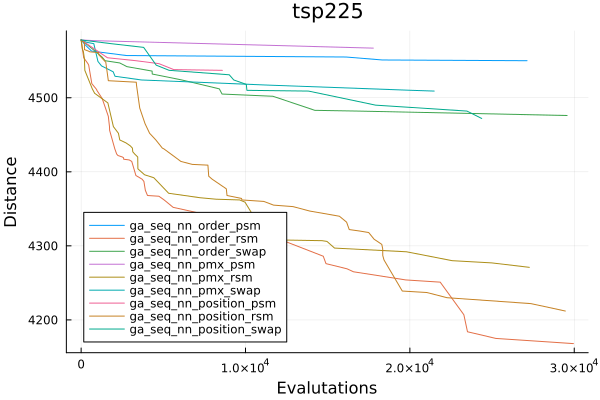 tsp225
Distance
4500
4400
4300
4200
ga_seq_nn_order_psm
ga_seq_nn_order_rsm
ga_seq_nn_order_swap
ga_seq_nn_pmx_psm
ga_seq_nn_pmx_rsm
ga_seq_nn_pmx_swap
ga_seq_nn_position_psm
ga_seq_nn_position_rsm
ga_seq_nn_position_swap
0 1.0×10⁴ 2.0×10⁴ 3.0×10⁴
Evalutations